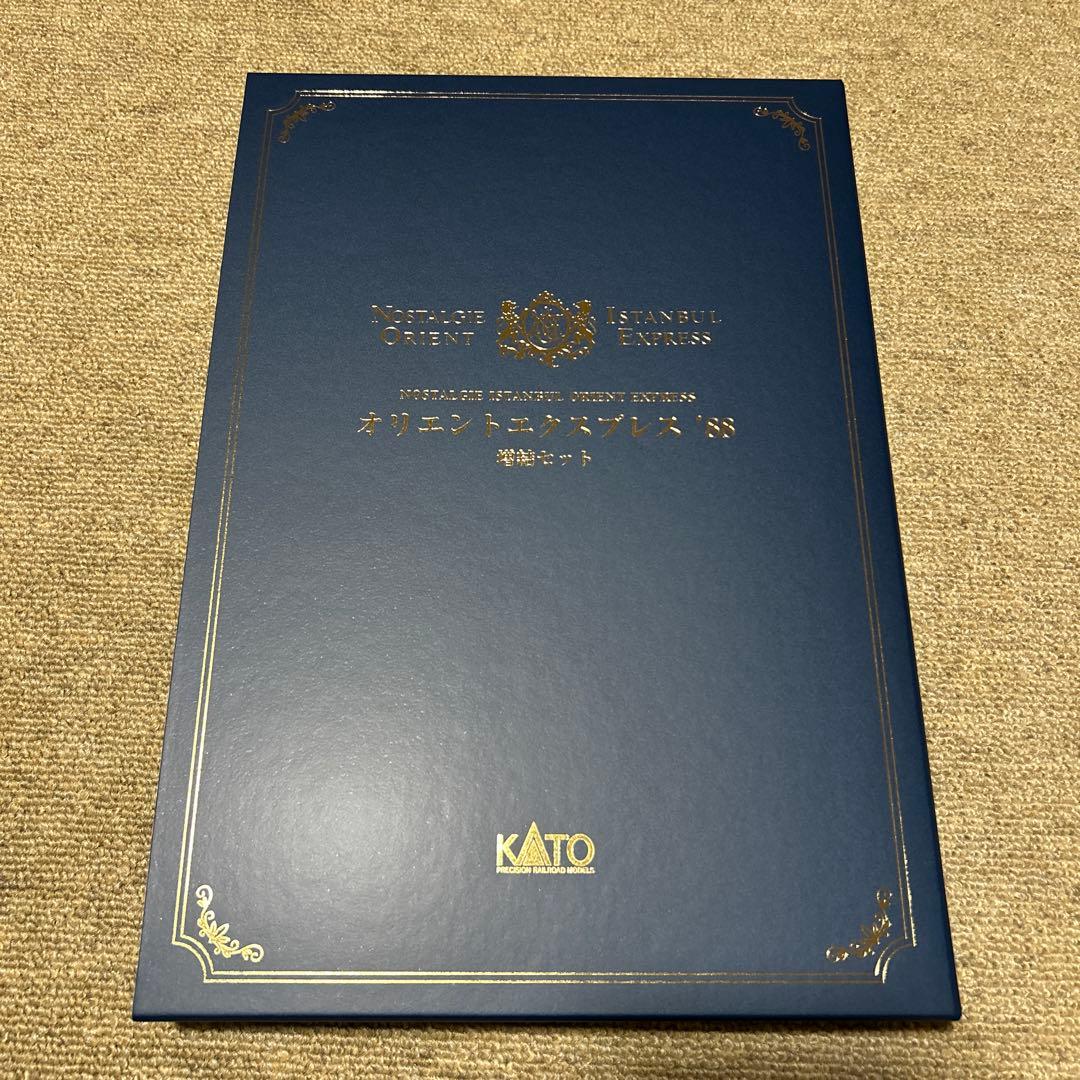 NOSTALGIE ISTANBUL
ORIENT EXPRESS
NOSTALGIE ISTANBUL ORIENT EXPRESS
オリエントエクスプレス '88
増結セット
KATO
PRECISION RAILROAD MODELS